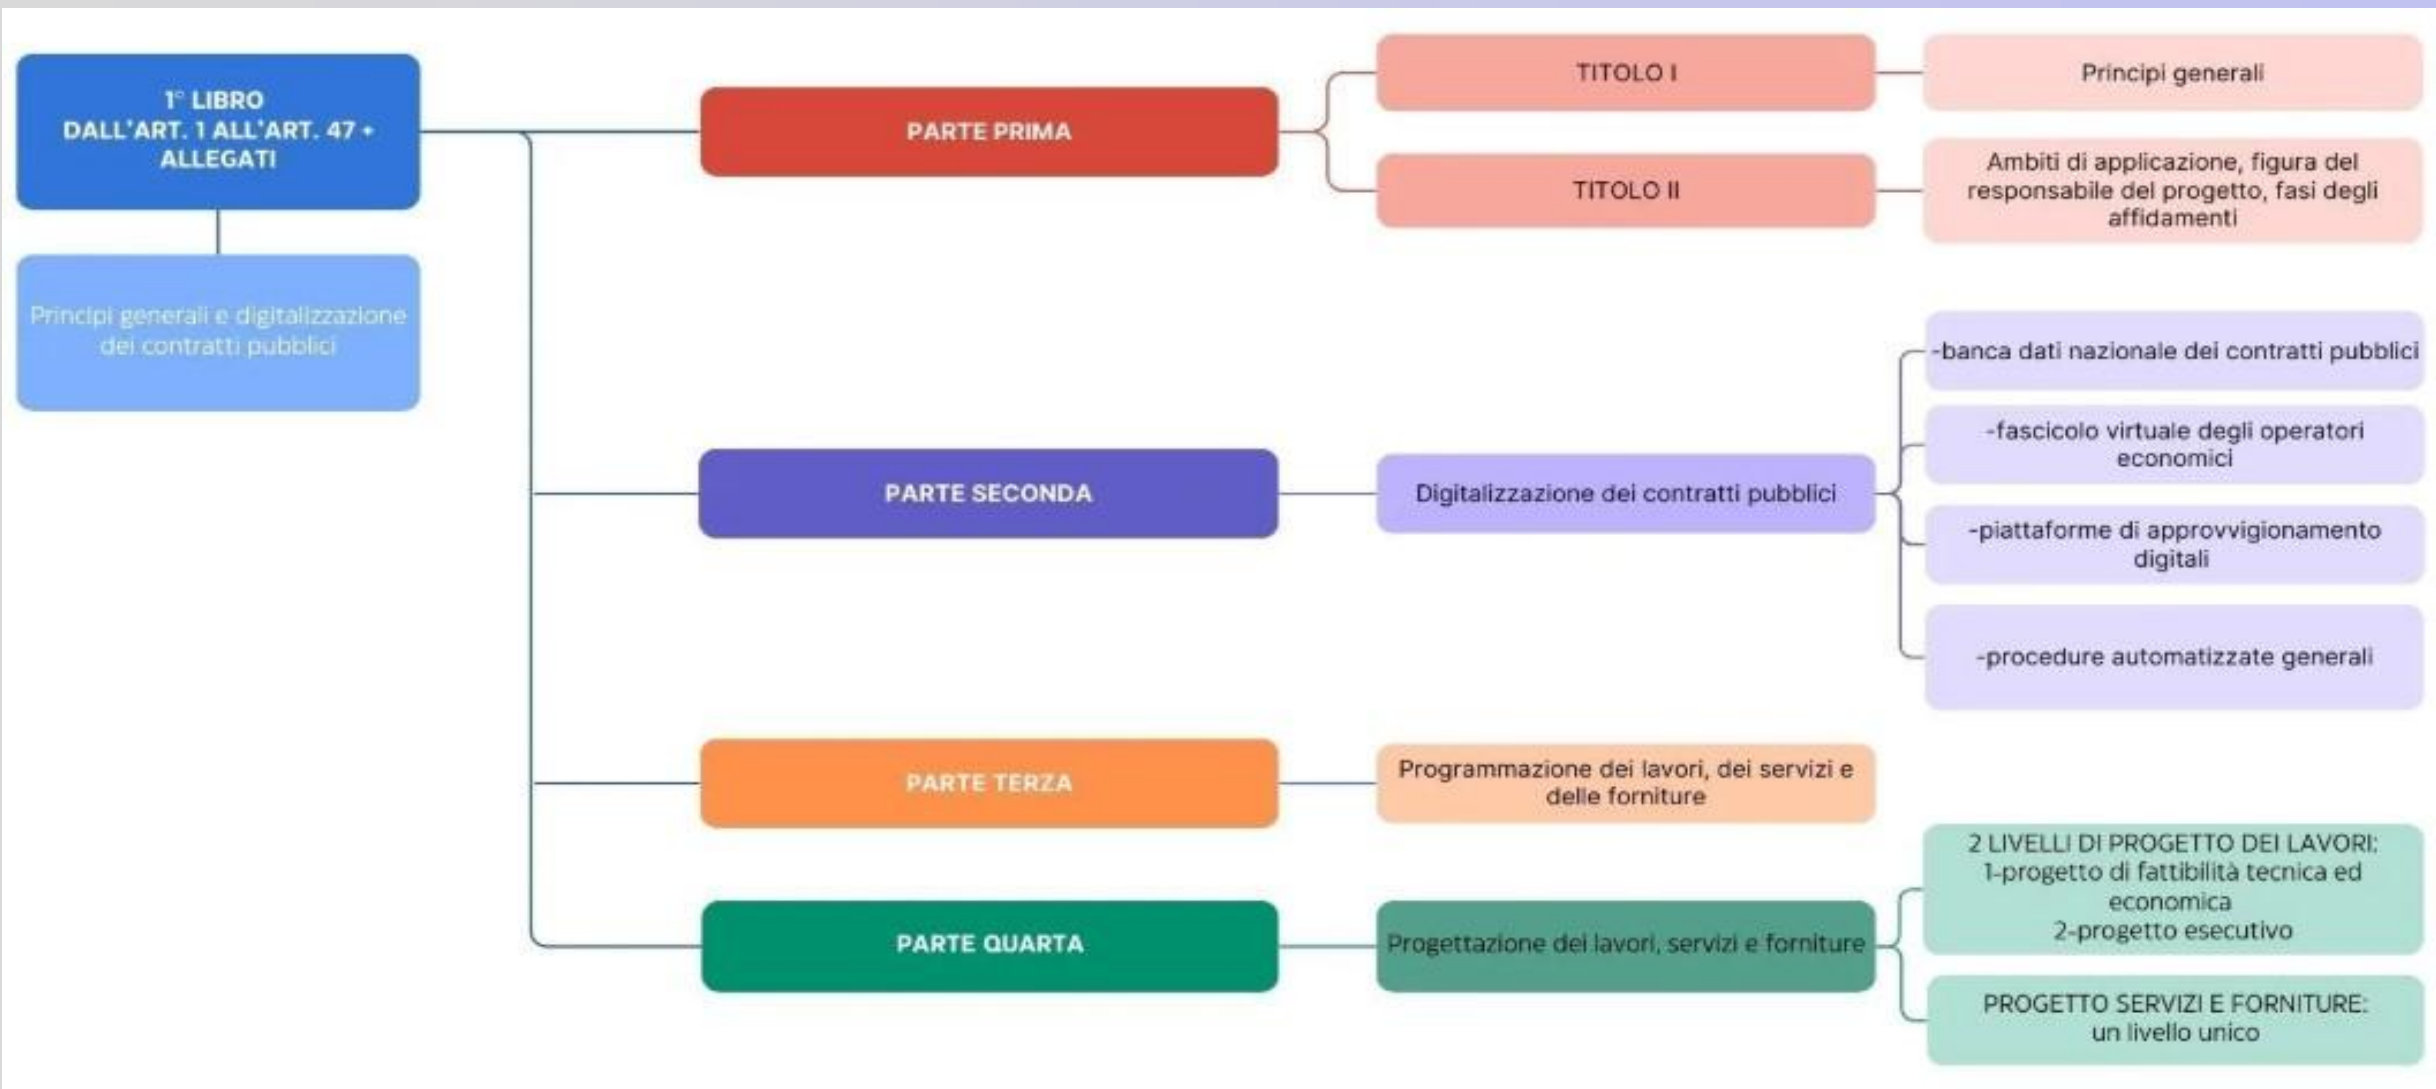 1° LIBRO
DALL'ART. 1 ALL'ART. 47 +
ALLEGATI
Principi generali e digitalizzazione
dei contratti pubblici
PARTE PRIMA
TITOLO I
Principi generali
TITOLO II
Ambiti di applicazione, figura del
responsabile del progetto, fasi degli
affidamenti
PARTE SECONDA
Digitalizzazione dei contratti pubblici
-banca dati nazionale dei contratti pubblici
-fascicolo virtuale degli operatori
economici
-piattaforme di approvvigionamento
digitali
-procedure automatizzate generali
PARTE TERZA
Programmazione dei lavori, dei servizi e
delle forniture
PARTE QUARTA
Progettazione dei lavori, servizi e forniture
2 LIVELLI DI PROGETTO DEI LAVORI:
1-progetto di fattibilità tecnica ed
economica
2-progetto esecutivo
PROGETTO SERVIZI E FORNITURE:
un livello unico